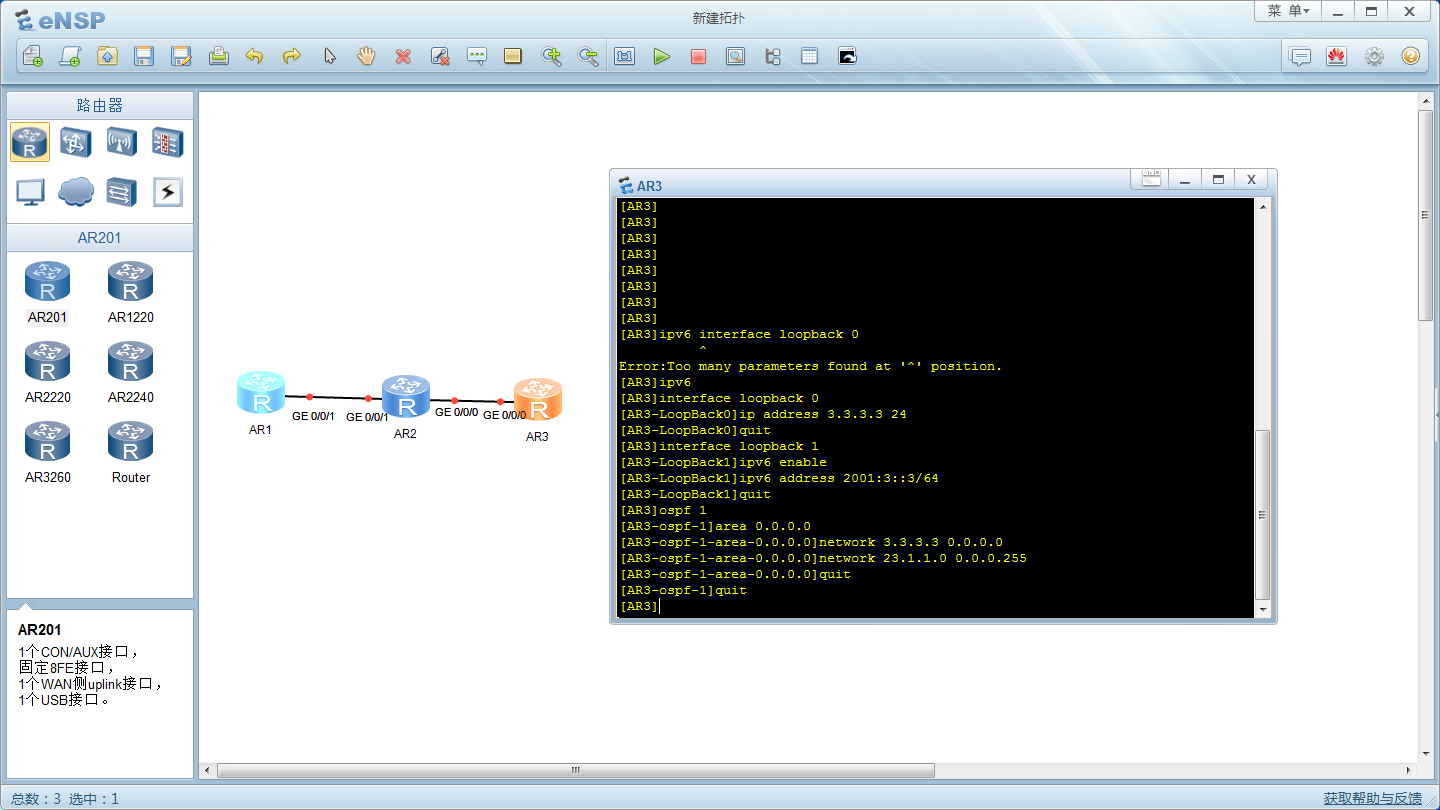 eNSP
新建拓扑
菜 单
1:1
路由器
R
AR201
R
R
AR201
AR1220
R
R
AR2220
AR2240
R
R
AR3260
Router
AR201
1个CON/AUX接口，
固定8FE接口，
1个WAN侧uplink接口，
1个USB接口。
R
R
R
GE 0/0/1
GE 0/0/1
GE 0/0/0
GE 0/0/0
AR1
AR2
AR3
AR3
[AR3]
[AR3]
[AR3]
[AR3]
[AR3]
[AR3]
[AR3]
[AR3]
[AR3]ipv6 interface loopback 0
^
Error:Too many parameters found at '^' position.
[AR3]ipv6
[AR3]interface loopback 0
[AR3-LoopBack0]ip address 3.3.3.3 24
[AR3-LoopBack0]quit
[AR3]interface loopback 1
[AR3-LoopBack1]ipv6 enable
[AR3-LoopBack1]ipv6 address 2001:3::3/64
[AR3-LoopBack1]quit
[AR3]ospf 1
[AR3-ospf-1]area 0.0.0.0
[AR3-ospf-1-area-0.0.0.0]network 3.3.3.3 0.0.0.0
[AR3-ospf-1-area-0.0.0.0]network 23.1.1.0 0.0.0.255
[AR3-ospf-1-area-0.0.0.0]quit
[AR3-ospf-1]quit
[AR3]
总数：3 选中：1
获取帮助与反馈